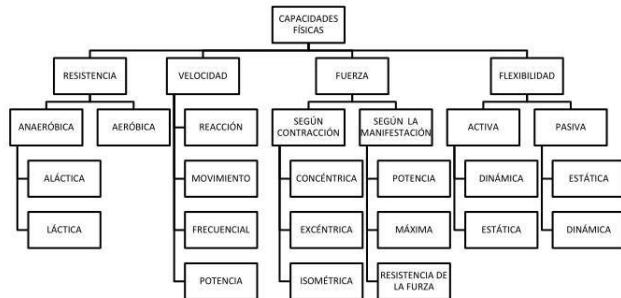 CAPACIDADES
FÍSICAS
RESISTENCIA
VELOCIDAD
FUERZA
FLEXIBILIDAD
ANAERÓBICA
AERÓBICA
REACCIÓN
SEGÚN
CONTRACCIÓN
SEGÚN LA
MANIFESTACIÓN
ACTIVA
PASIVA
ALÁCTICA
MOVIMIENTO
CONCÉNTRICA
POTENCIA
DINÁMICA
ESTÁTICA
LÁCTICA
FRECUENCIAL
EXCÉNTRICA
MÁXIMA
ESTÁTICA
DINÁMICA
POTENCIA
ISOMÉTRICA
RESISTENCIA DE
LA FURZA